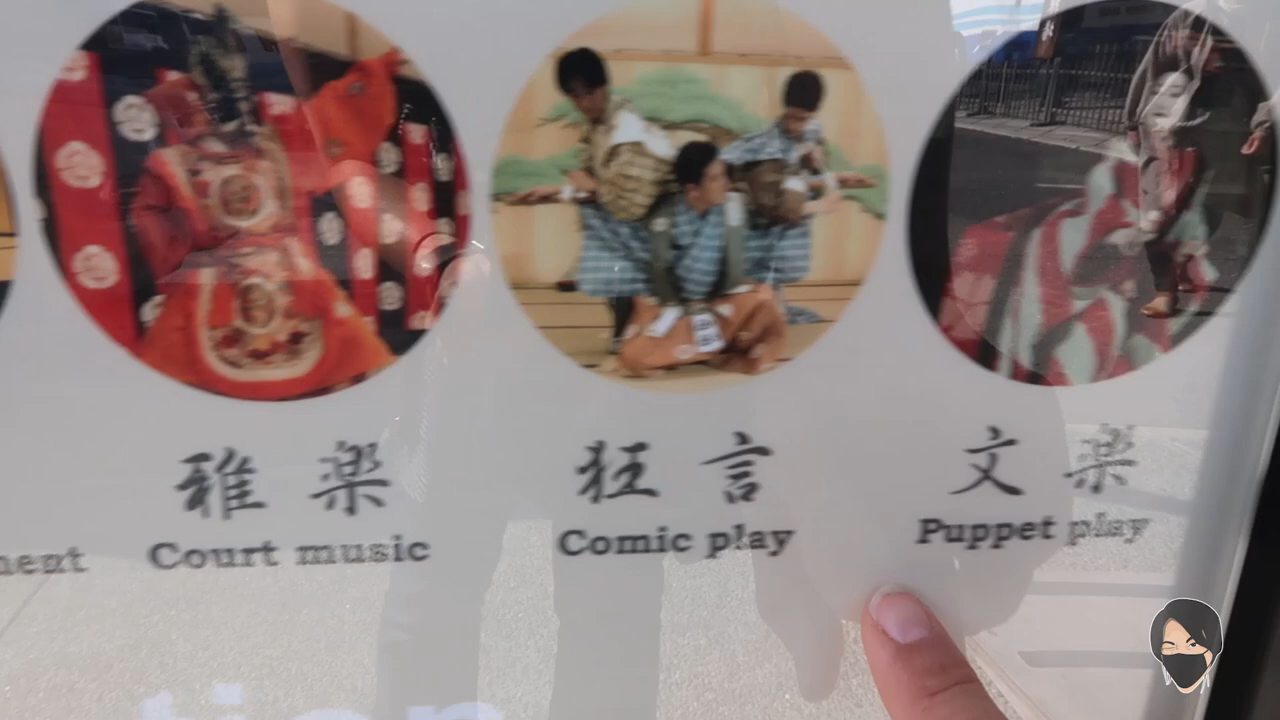 雅楽
Court music
狂言
Comic play
文楽
Puppet play